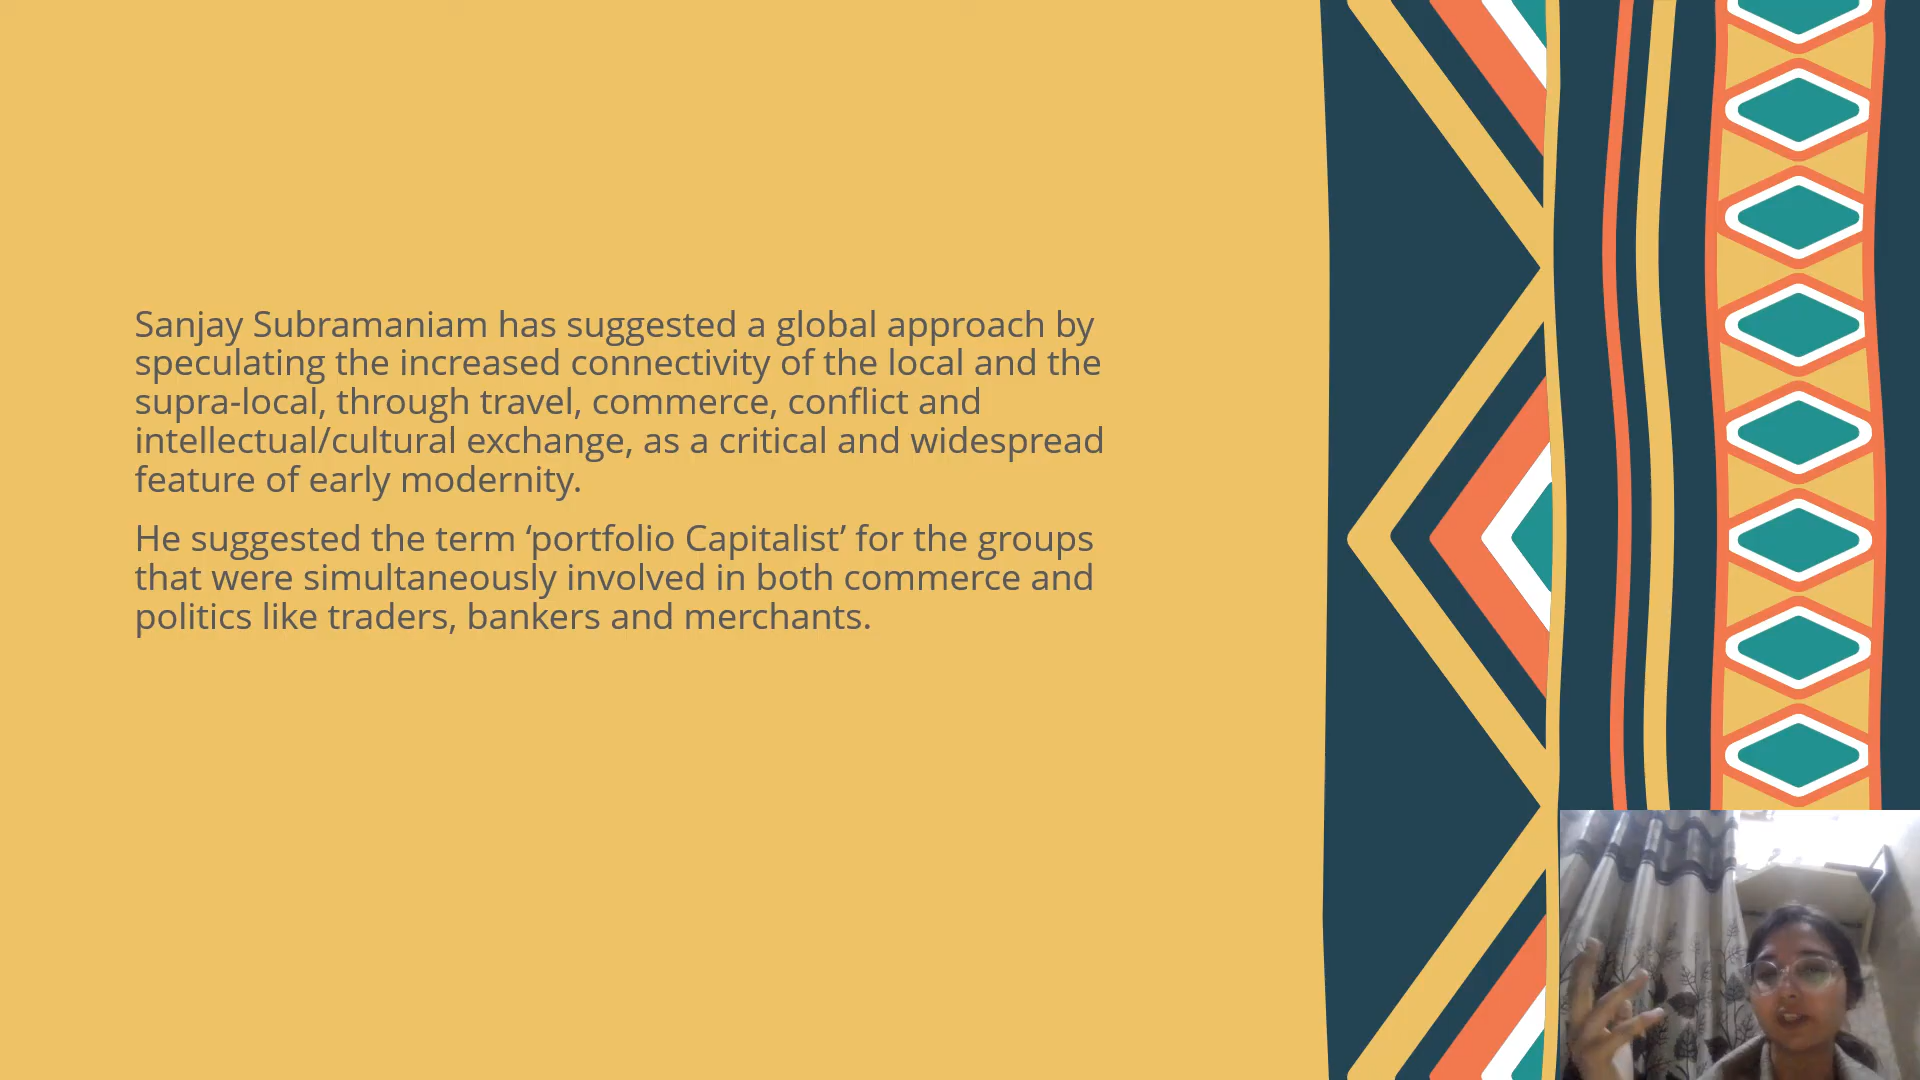 Sanjay Subramaniam has suggested a global approach by
speculating the increased connectivity of the local and the
supra-local, through travel, commerce, conflict and
intellectual/cultural exchange, as a critical and widespread
feature of early modernity.
He suggested the term ‘portfolio Capitalist’ for the groups
that were simultaneously involved in both commerce and
politics like traders, bankers and merchants.